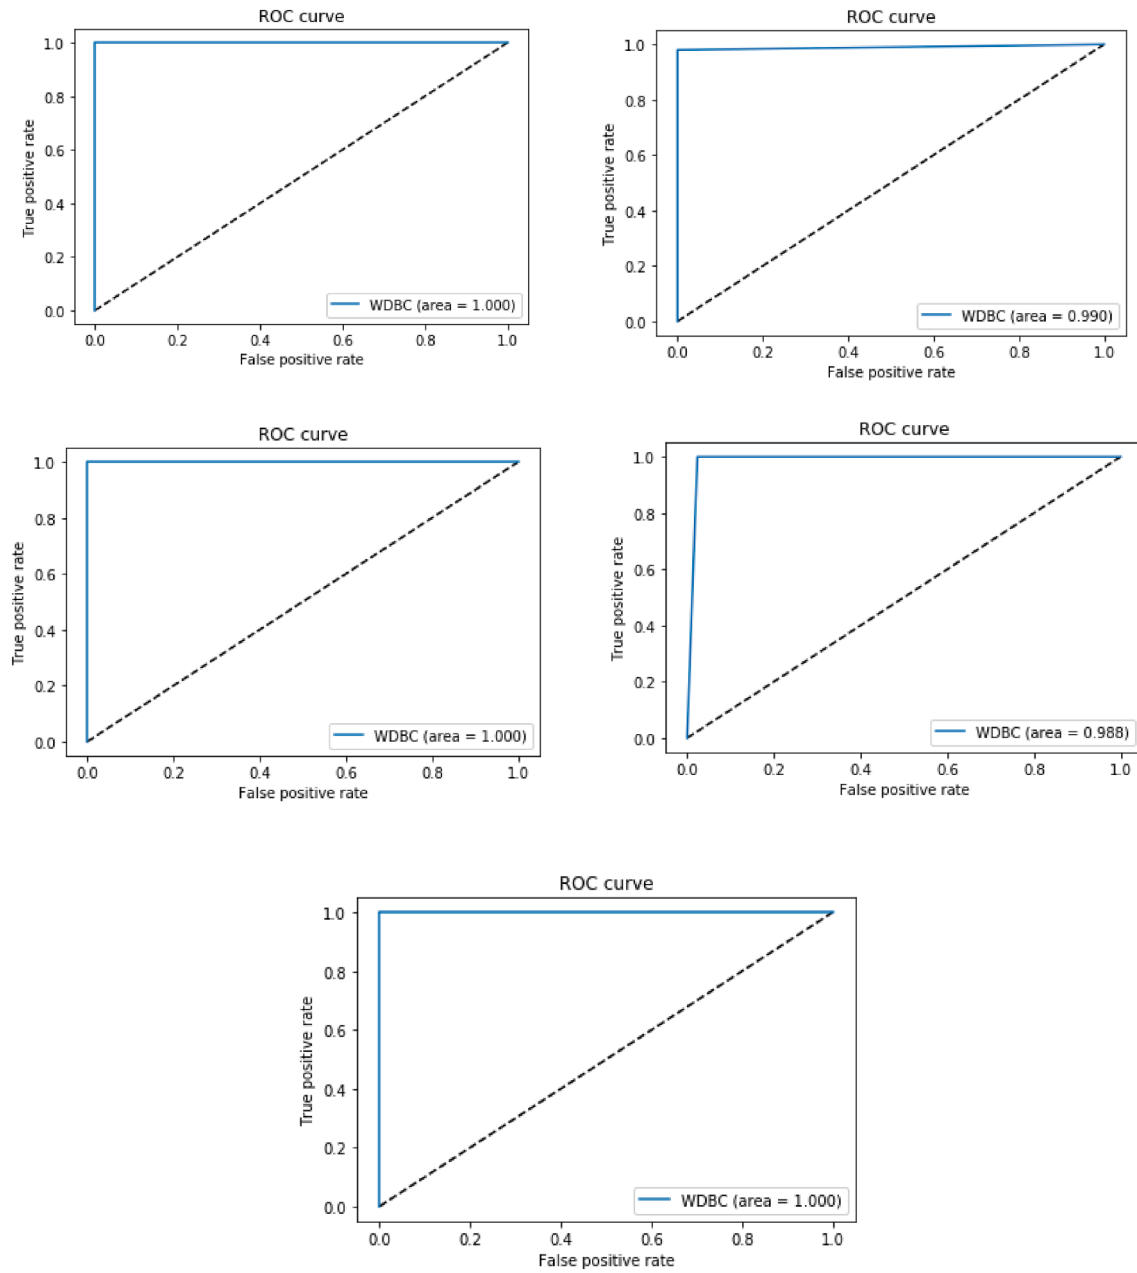 ROC curve
1.0
0.8
0.6
0.4
0.2
0.0
True positive rate
WDBC (area = 1.000)
0.0 0.2 0.4 0.6 0.8 1.0
False positive rate
ROC curve
1.0
0.8
0.6
0.4
0.2
0.0
True positive rate
WDBC (area = 0.990)
0.0 0.2 0.4 0.6 0.8 1.0
False positive rate
ROC curve
1.0
0.8
0.6
0.4
0.2
0.0
True positive rate
WDBC (area = 1.000)
0.0 0.2 0.4 0.6 0.8 1.0
False positive rate
ROC curve
1.0
0.8
0.6
0.4
0.2
0.0
True positive rate
WDBC (area = 0.988)
0.0 0.2 0.4 0.6 0.8 1.0
False positive rate
ROC curve
1.0
0.8
0.6
0.4
0.2
0.0
True positive rate
WDBC (area = 1.000)
0.0 0.2 0.4 0.6 0.8 1.0
False positive rate